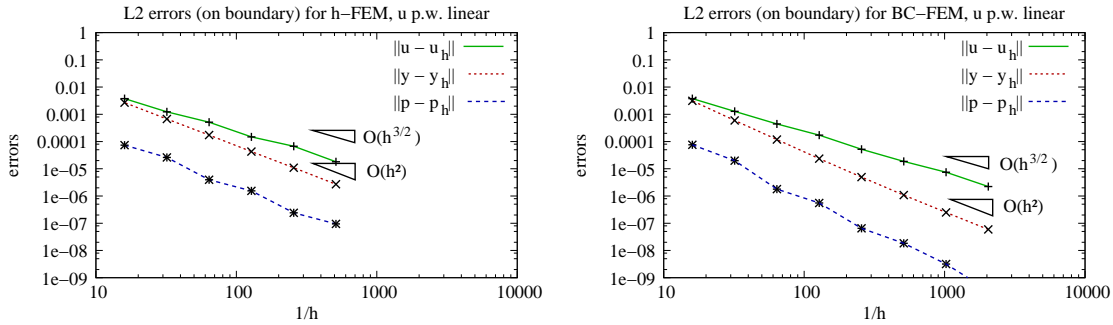 L2 errors (on boundary) for h−FEM, u p.w. linear
||u − u_h||
||y − y_h||
||p − p_h||
O(h^{3/2})
O(h²)
errors
1
0.1
0.01
0.001
0.0001
1e−05
1e−06
1e−07
1e−08
1e−09
10
100
1000
10000
1/h
L2 errors (on boundary) for BC−FEM, u p.w. linear
||u − u_h||
||y − y_h||
||p − p_h||
O(h^{3/2})
O(h²)
errors
1
0.1
0.01
0.001
0.0001
1e−05
1e−06
1e−07
1e−08
1e−09
10
100
1000
10000
1/h